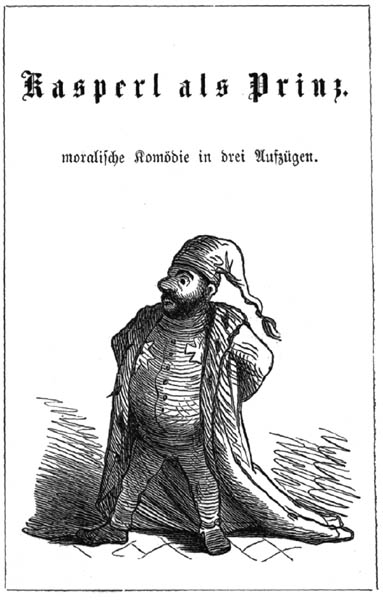 Kasperl als Prinz.
moralische Komödie in drei Aufzügen.